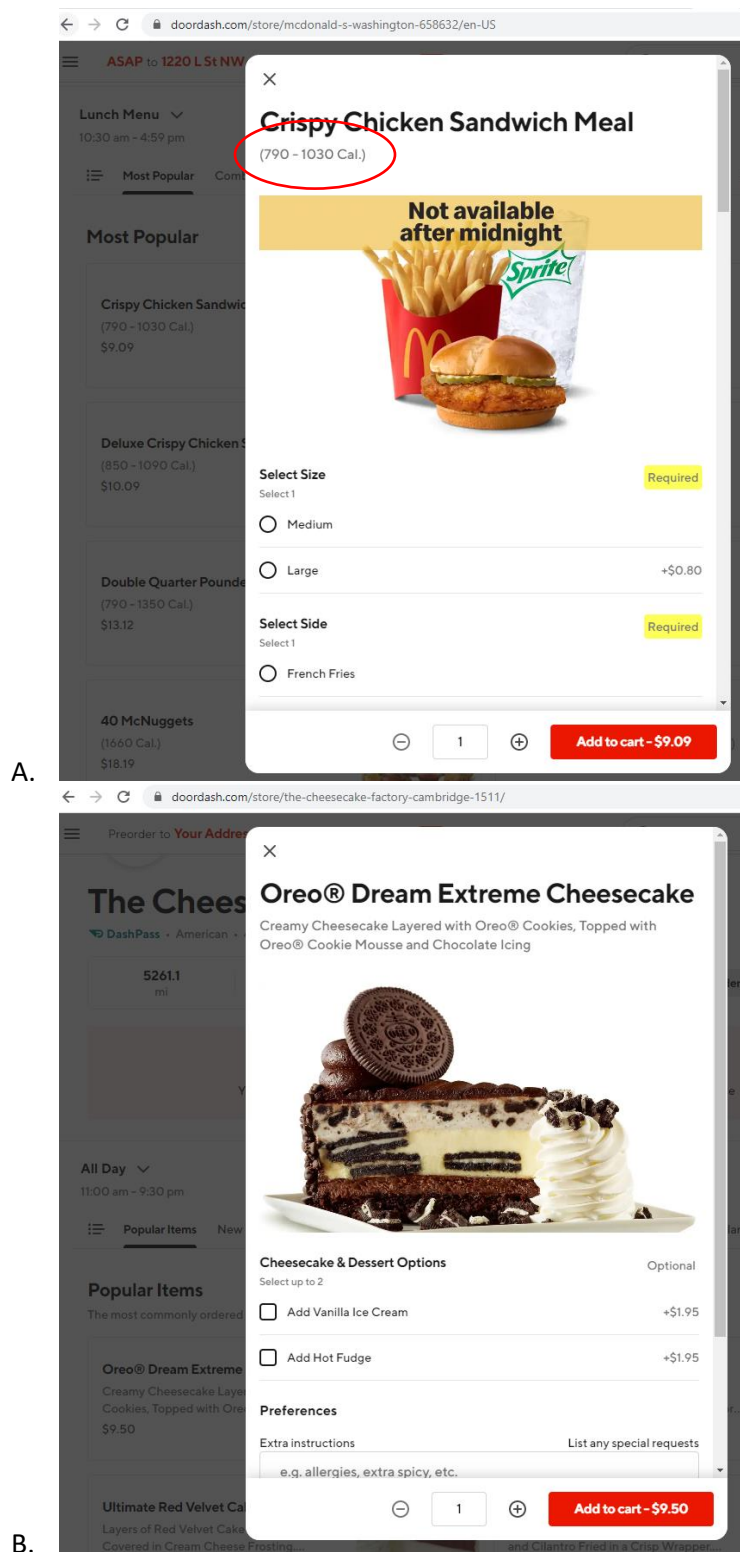 doordash.com/store/mcdonald-s-washington-658632/en-US
ASAP to 1220 L St NW
Lunch Menu
10:30 am - 4:59 pm
Most Popular
Most Popular
Crispy Chicken
(790 - 1030 Cal.)
$9.09
Deluxe Crispy Chicken
(850 - 1090 Cal.)
$10.09
Double Quarter
(790 - 1350 Cal.)
$13.12
40 McNuggets
(1660 Cal.)
$18.19
Crispy Chicken Sandwich Meal
(790 - 1030 Cal.)
Not available
after midnight
Sprite
Select Size
Required
Select 1
Medium
Large
+$0.80
Select Side
Required
Select 1
French Fries
1
Add to cart - $9.09
A.
doordash.com/store/the-cheesecake-factory-cambridge-1511/
Preorder to Your Addre
The Chees
DashPass • American •
5261.1
mi
All Day
11:00 am - 9:30 pm
Popular Items
New
Popular Items
The most commonly ordered
Oreo® Dream Extreme
Creamy Cheesecake Laye
Cookies, Topped with Ore
$9.50
Ultimate Red Velvet Ca
Layers of Red Velvet Cake
Covered in Cream Cheese Frosting....
Oreo® Dream Extreme Cheesecake
Creamy Cheesecake Layered with Oreo® Cookies, Topped with
Oreo® Cookie Mousse and Chocolate Icing
Cheesecake & Dessert Options
Optional
Select up to 2
Add Vanilla Ice Cream
+$1.95
Add Hot Fudge
+$1.95
Preferences
Extra instructions
List any special requests
e.g. allergies, extra spicy, etc.
1
Add to cart - $9.50
and Cilantro Fried in a Crisp Wrapper....
B.